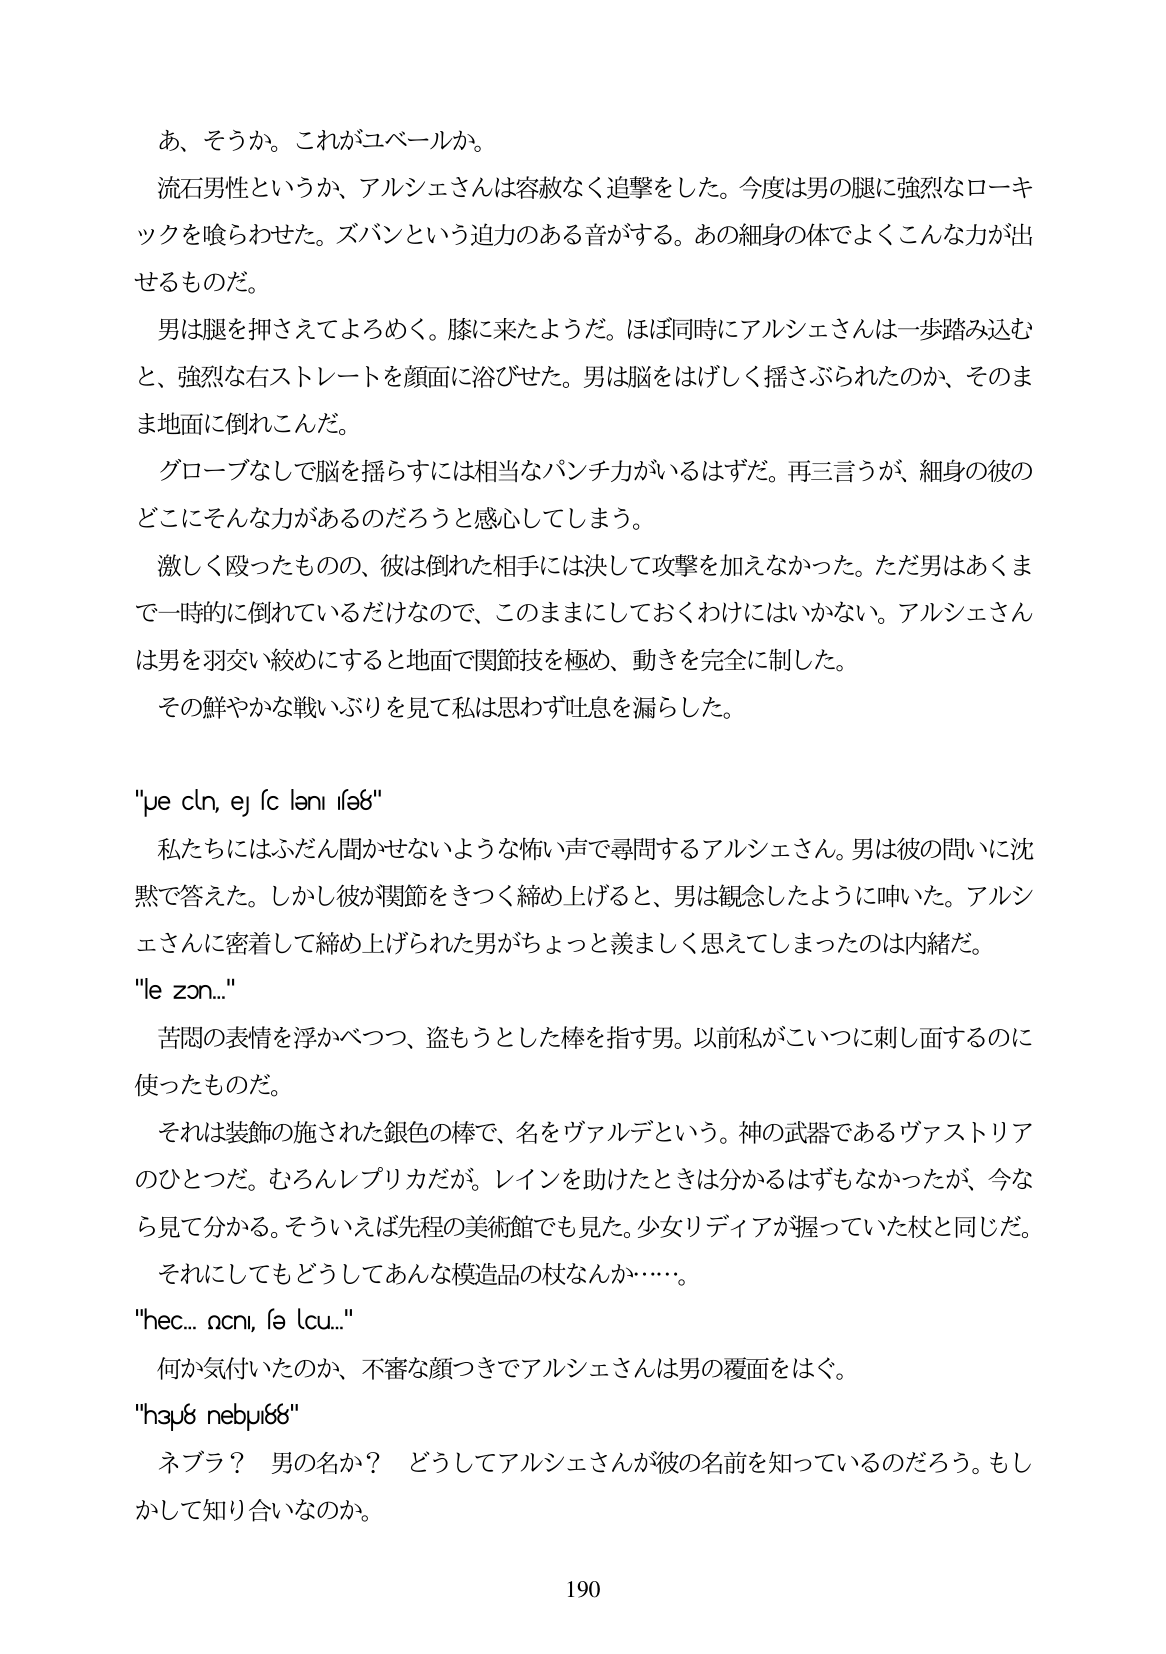 あ、そうか。これがユベールか。
流石男性というか、アルシェさんは容赦なく追撃をした。今度は男の腿に強烈なローキ
ックを喰らわせた。ズバンという迫力のある音がする。あの細身の体でよくこんな力が出
せるものだ。
男は腿を押さえてよろめく。膝に来たようだ。ほぼ同時にアルシェさんは一歩踏み込む
と、強烈な右ストレートを顔面に浴びせた。男は脳をはげしく揺さぶられたのか、そのま
ま地面に倒れこんだ。
グローブなしで脳を揺らすには相当なパンチ力がいるはずだ。再三言うが、細身の彼の
どこにそんな力があるのだろうと感心してしまう。
激しく殴ったものの、彼は倒れた相手には決して攻撃を加えなかった。ただ男はあくま
で一時的に倒れているだけなので、このままにしておくわけにはいかない。アルシェさん
は男を羽交い絞めにすると地面で関節技を極め、動きを完全に制した。
その鮮やかな戦いぶりを見て私は思わず吐息を漏らした。
私たちにはふだん聞かせないような怖い声で尋問するアルシェさん。男は彼の問いに沈
黙で答えた。しかし彼が関節をきつく締め上げると、男は観念したように呻いた。アルシ
ェさんに密着して締め上げられた男がちょっと羨ましく思えてしまったのは内緒だ。
"le zɔn..."
苦悶の表情を浮かべつつ、盗もうとした棒を指す男。以前私がこいつに刺し面するのに
使ったものだ。
それは装飾の施された銀色の棒で、名をヴァルデという。神の武器であるヴァストリア
のひとつだ。むろんレプリカだが。レインを助けたときは分かるはずもなかったが、今な
ら見て分かる。そういえば先程の美術館でも見た。少女リディアが握っていた杖と同じだ。
それにしてもどうしてあんな模造品の杖なんか……。
何か気付いたのか、不審な顔つきでアルシェさんは男の覆面をはぐ。
ネブラ？　男の名か？　どうしてアルシェさんが彼の名前を知っているのだろう。もし
かして知り合いなのか。
190